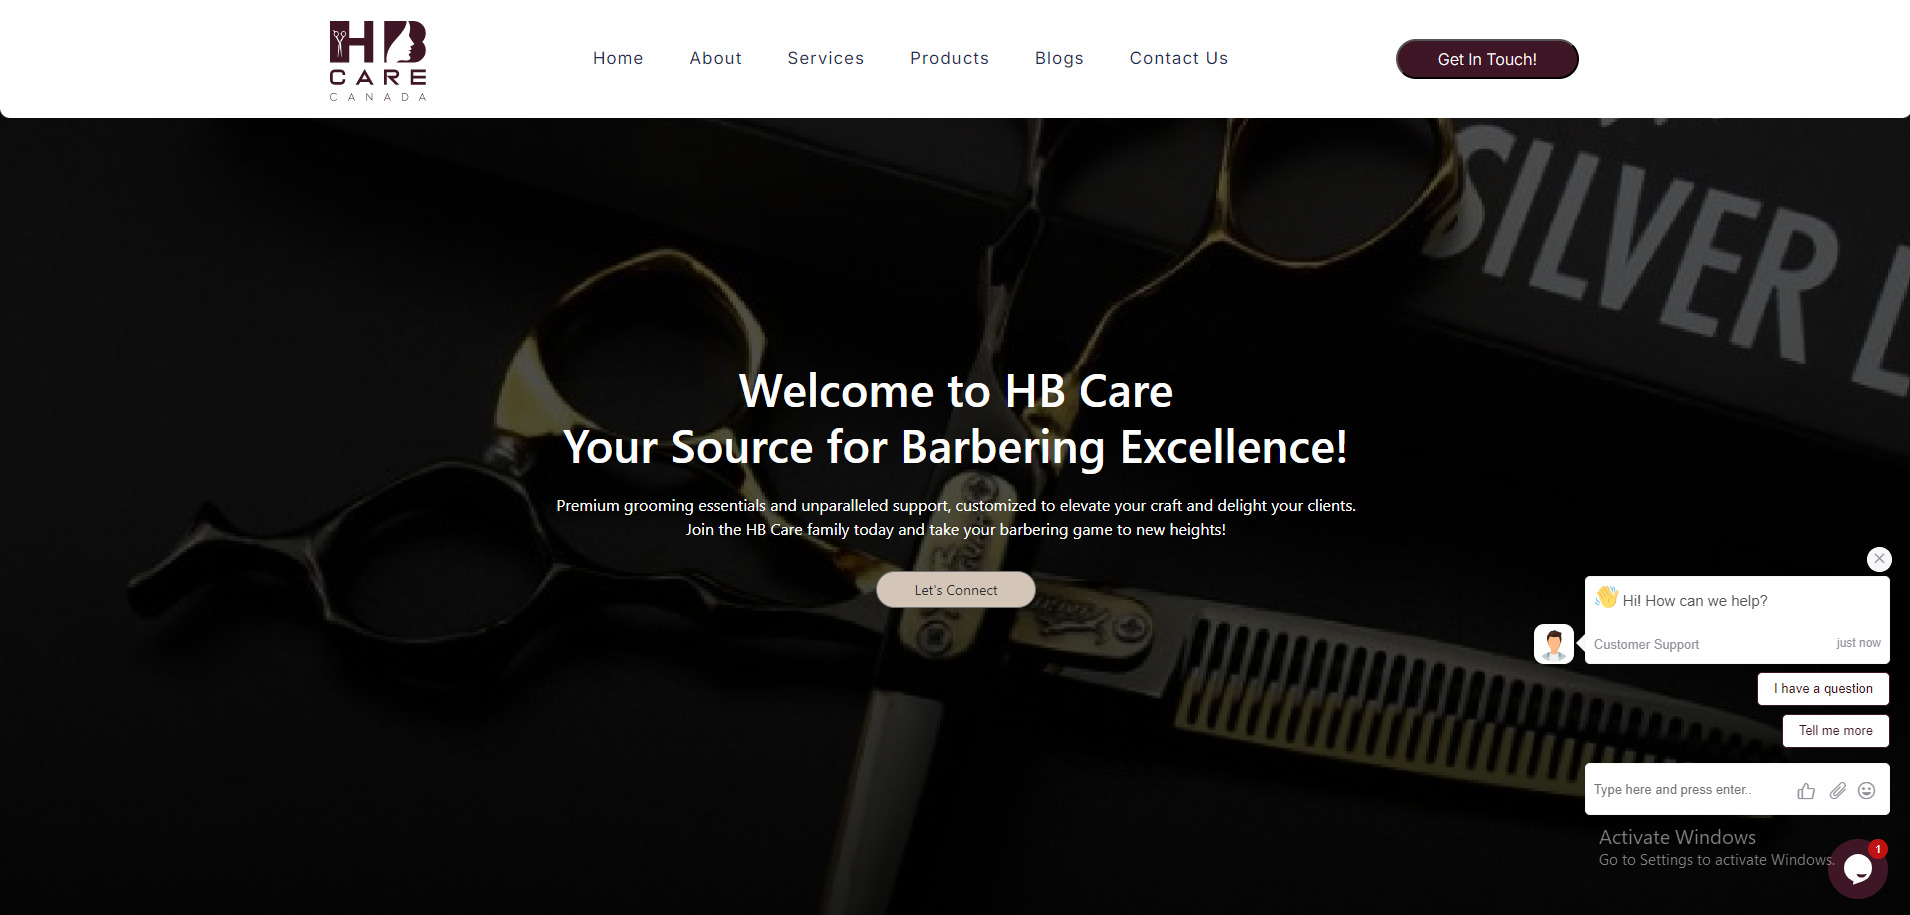 HB
CARE
CANADA
Home
About
Services
Products
Blogs
Contact Us
Get In Touch!
SILVER
Welcome to HB Care
Your Source for Barbering Excellence!
Premium grooming essentials and unparalleled support, customized to elevate your craft and delight your clients.
Join the HB Care family today and take your barbering game to new heights!
Let's Connect
Hi! How can we help?
Customer Support
just now
I have a question
Tell me more
Type here and press enter..
Activate Windows
Go to Settings to activate Windows.
1